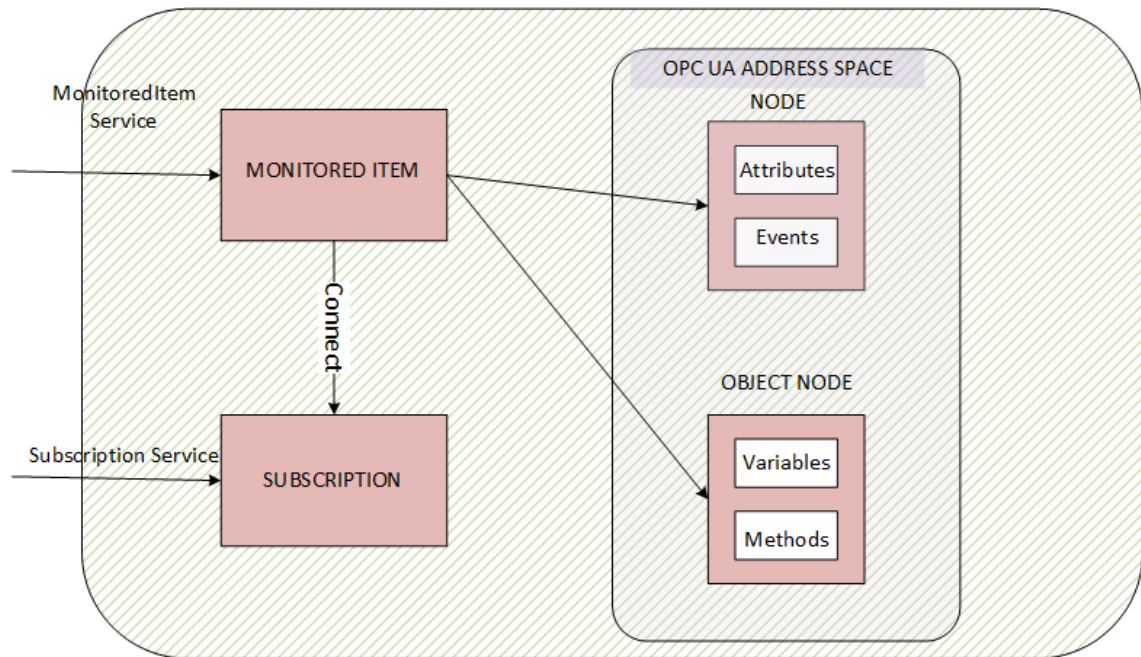 MonitoredItem
Service
MONITORED ITEM
Connect
Subscription Service
SUBSCRIPTION
OPC UA ADDRESS SPACE
NODE
Attributes
Events
OBJECT NODE
Variables
Methods